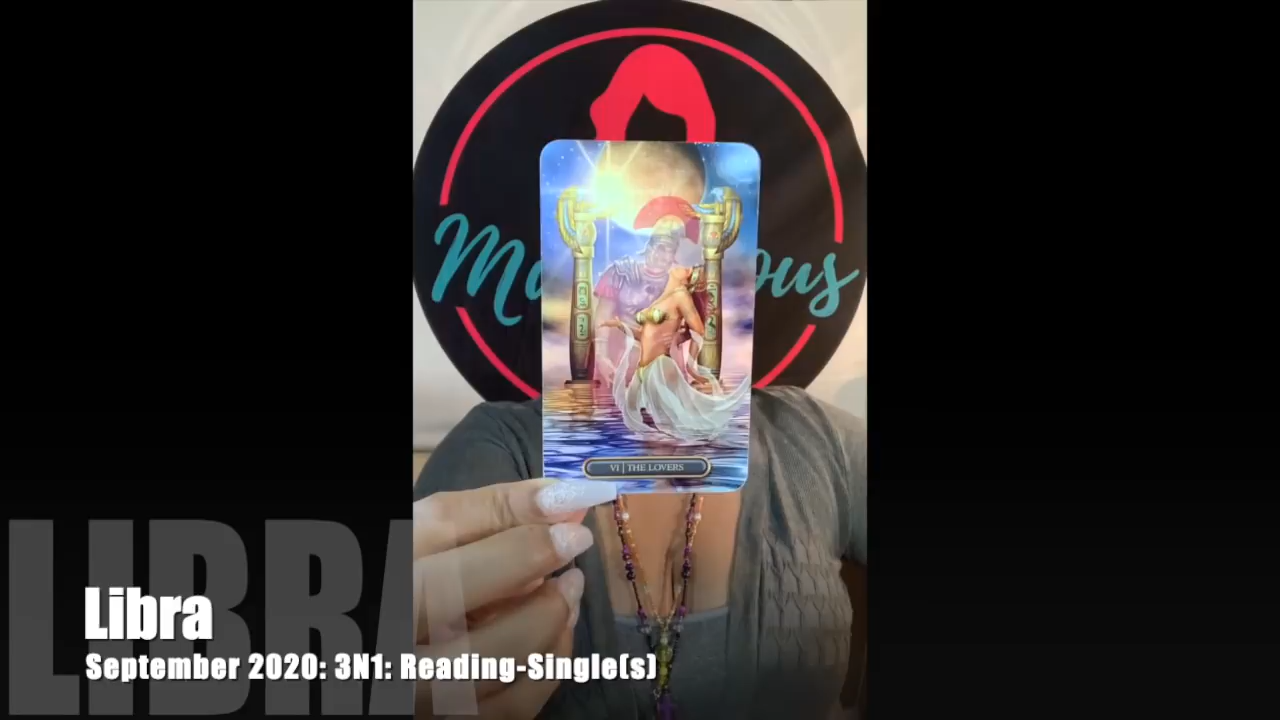 VI | THE LOVERS
LIBRA
Libra
September 2020: 3N1: Reading-Single(s)